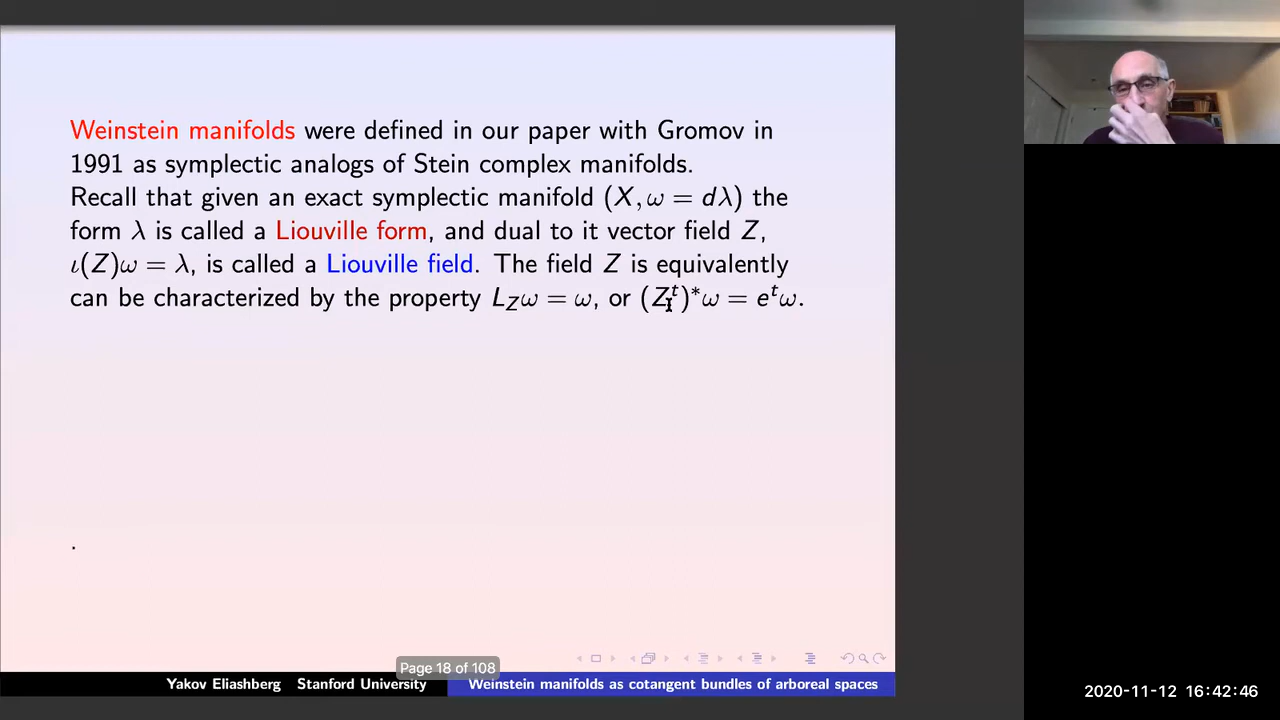 Weinstein manifolds were defined in our paper with Gromov in
1991 as symplectic analogs of Stein complex manifolds.
Recall that given an exact symplectic manifold (X, ω = dλ) the
form λ is called a Liouville form, and dual to it vector field Z,
ι(Z)ω = λ, is called a Liouville field. The field Z is equivalently
can be characterized by the property L_Zω = ω, or (Z^t)^*ω = e^tω.
.
Page 18 of 108
Yakov Eliashberg Stanford University
Weinstein manifolds as cotangent bundles of arboreal spaces
2020-11-12 16:42:46